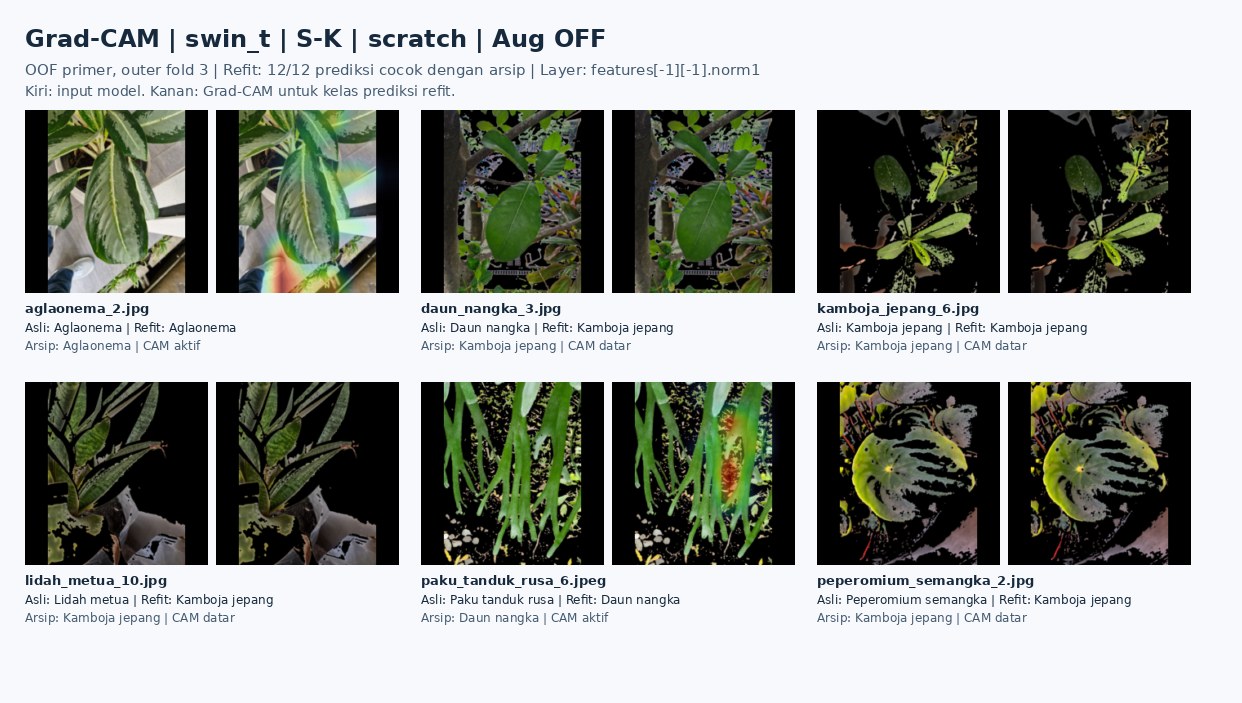 Grad-CAM | swin_t | S-K | scratch | Aug OFF
OOF primer, outer fold 3 | Refit: 12/12 prediksi cocok dengan arsip | Layer: features[-1][-1].norm1
Kiri: input model. Kanan: Grad-CAM untuk kelas prediksi refit.
aglaonema_2.jpg
Asli: Aglaonema | Refit: Aglaonema
Arsip: Aglaonema | CAM aktif
daun_nangka_3.jpg
Asli: Daun nangka | Refit: Kamboja jepang
Arsip: Kamboja jepang | CAM datar
kamboja_jepang_6.jpg
Asli: Kamboja jepang | Refit: Kamboja jepang
Arsip: Kamboja jepang | CAM datar
lidah_metua_10.jpg
Asli: Lidah metua | Refit: Kamboja jepang
Arsip: Kamboja jepang | CAM datar
paku_tanduk_rusa_6.jpeg
Asli: Paku tanduk rusa | Refit: Daun nangka
Arsip: Daun nangka | CAM aktif
peperomium_semangka_2.jpg
Asli: Peperomium semangka | Refit: Kamboja jepang
Arsip: Kamboja jepang | CAM datar